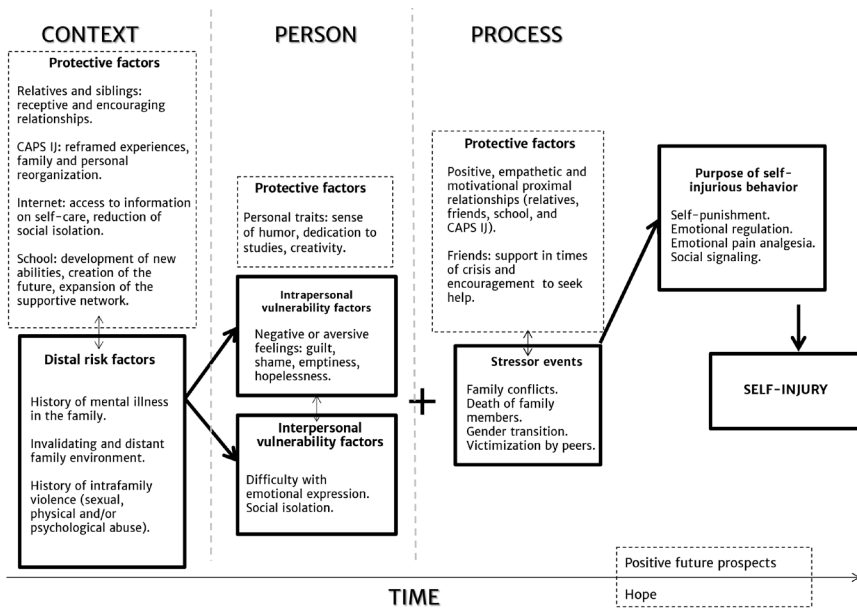 CONTEXT
Protective factors
Relatives and siblings:
receptive and encouraging
relationships.
CAPS IJ: reframed experiences,
family and personal
reorganization.
Internet: access to information
on self-care, reduction of
social isolation.
School: development of new
abilities, creation of the
future, expansion of the
supportive network.
Distal risk factors
History of mental illness
in the family.
Invalidating and distant
family environment.
History of intrafamily
violence (sexual,
physical and/or
psychological abuse).
PERSON
Protective factors
Personal traits: sense
of humor, dedication to
studies, creativity.
Intrapersonal
vulnerability factors
Negative or aversive
feelings: guilt,
shame, emptiness,
hopelessness.
Interpersonal
vulnerability factors
Difficulty with
emotional expression.
Social isolation.
+
PROCESS
Protective factors
Positive, empathetic and
motivational proximal
relationships (relatives,
friends, school, and
CAPS IJ).
Friends: support in times
of crisis and
encouragement to seek
help.
Stressor events
Family conflicts.
Death of family
members.
Gender transition.
Victimization by peers.
Purpose of self-
injurious behavior
Self-punishment.
Emotional regulation.
Emotional pain analgesia.
Social signaling.
SELF-INJURY
Positive future prospects
Hope
TIME